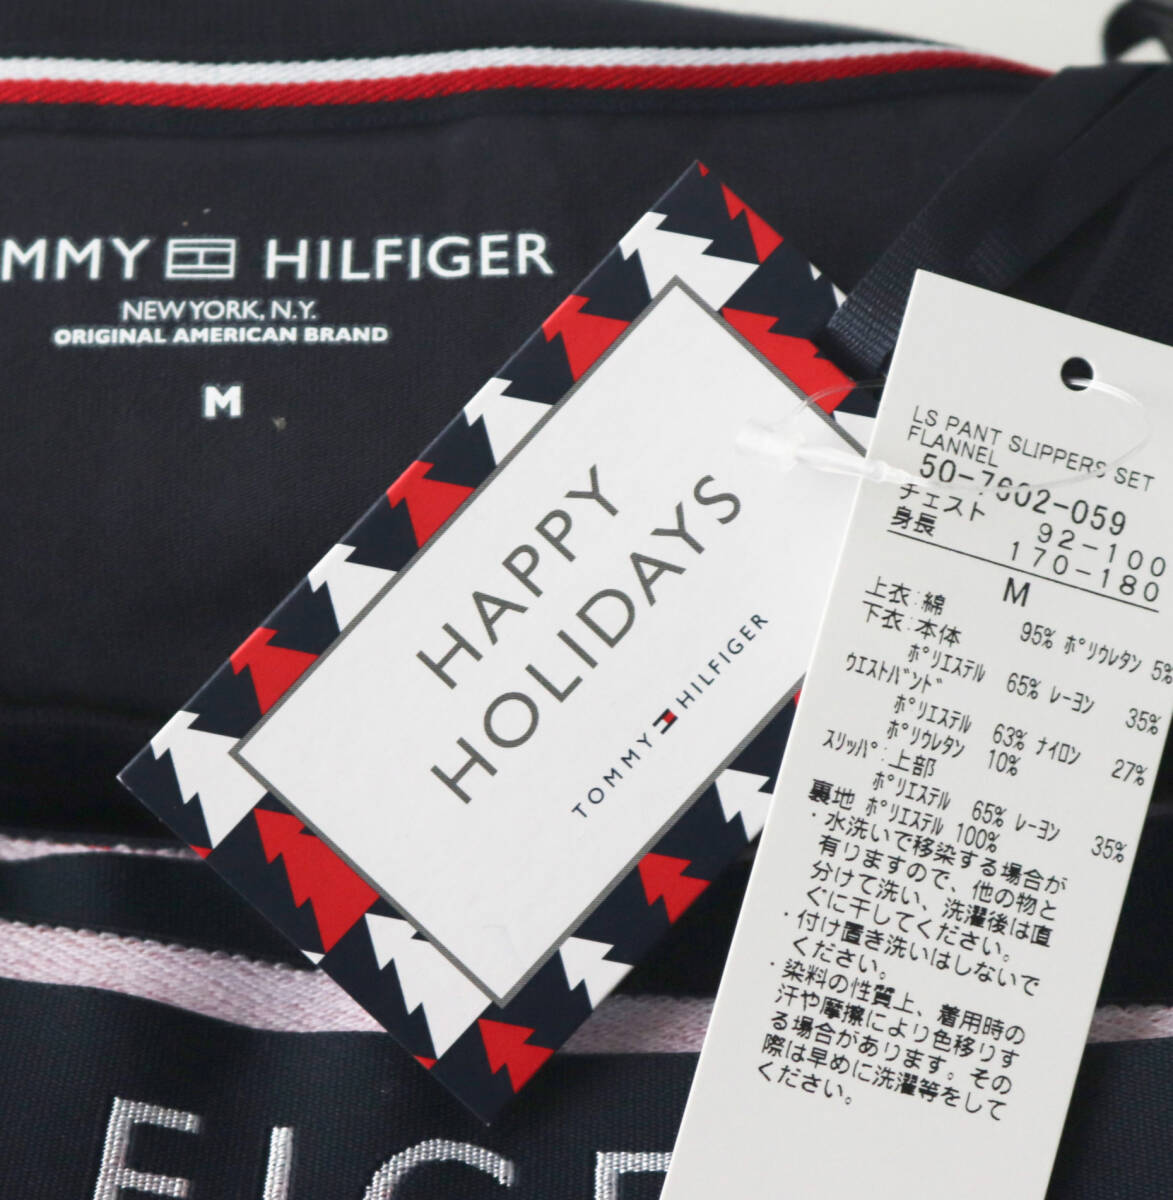 MMY HILFIGER
NEW YORK, N.Y.
ORIGINAL AMERICAN BRAND
M
HAPPY
HOLIDAYS
TOMMY HILFIGER
LS PANT SLIPPERS SET
FLANNEL
50-7602-059
チェスト 92-100
身長 170-180
M
上衣:綿 95% ポリウレタン 5%
下衣:本体
ポリエステル 65% レーヨン 35%
ウエストバンド
ポリエステル 63% ナイロン 27%
ポリウレタン 10%
スリッパ:上部
ポリエステル 65% レーヨン 35%
裏地 ポリエステル 100%
・水洗いで移染する場合が
有りますので、他の物と
分けて洗い、洗濯後は直
ぐに干してください。
・付け置き洗いはしないで
ください。
・染料の性質上、着用時の
汗や摩擦により色移りす
る場合があります。その
際は早めに洗濯等をして
ください。